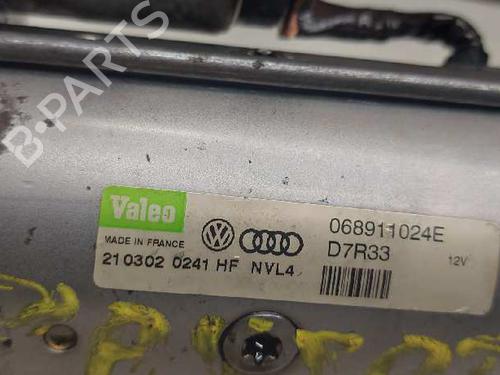 B-PARTS
Valeo
068911024E
MADE IN FRANCE
D7R33 12V
210302 0241 HF NVL4